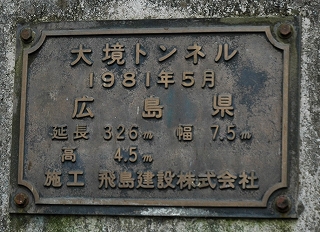 大境トンネル
1981年5月
広島県
延長 326m 幅 7.5m
高 4.5m
施工 飛島建設株式会社